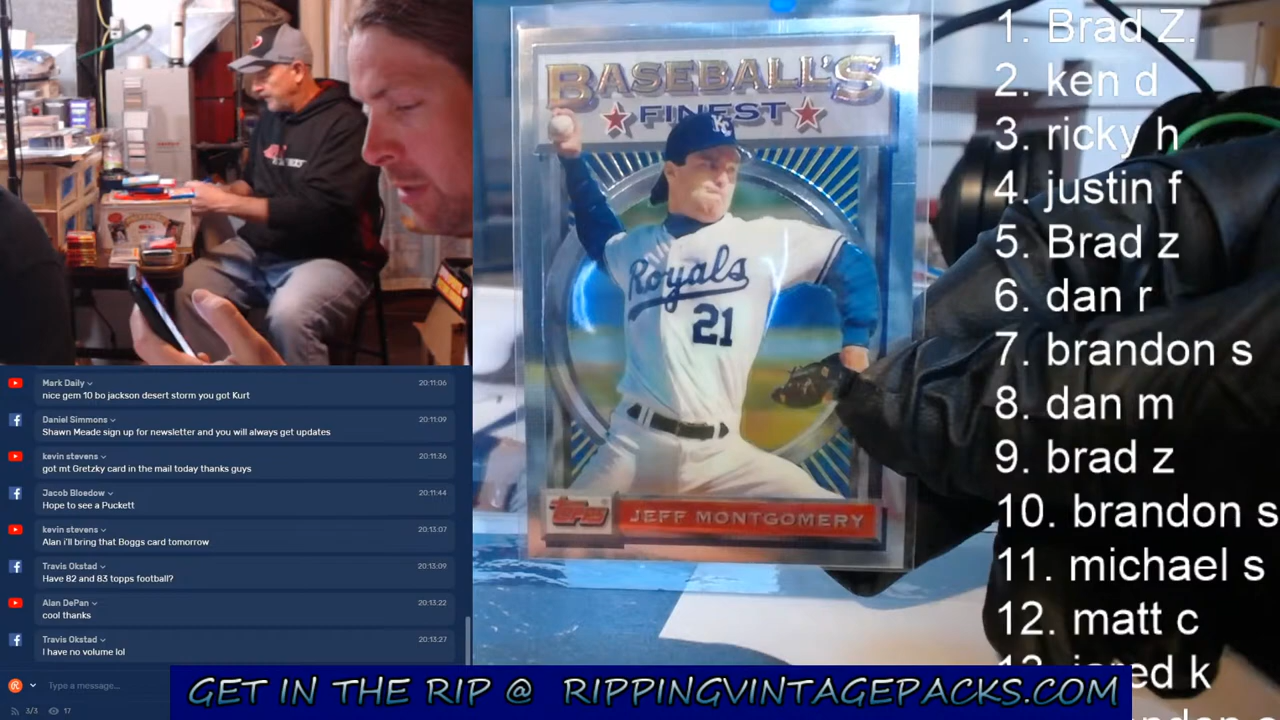 BASEBALL'S
FINEST
KC
Royals
21
Topps
JEFF MONTGOMERY
1. Brad Z.
2. ken d
3. ricky h
4. justin f
5. Brad z
6. dan r
7. brandon s
8. dan m
9. brad z
10. brandon s
11. michael s
12. matt c
13. jared k
Mark Daily 20:11:06
nice gem 10 bo jackson desert storm you got Kurt
Daniel Simmons 20:11:09
Shawn Meade sign up for newsletter and you will always get updates
kevin stevens 20:11:36
got mt Gretzky card in the mail today thanks guys
Jacob Bloedow 20:11:44
Hope to see a Puckett
kevin stevens 20:13:07
Alan i'll bring that Boggs card tomorrow
Travis Okstad 20:13:09
Have 82 and 83 topps football?
Alan DePan 20:13:22
cool thanks
Travis Okstad 20:13:27
I have no volume lol
Type a message...
3/3 17
GET IN THE RIP @ RIPPINGVINTAGEPACKS.COM